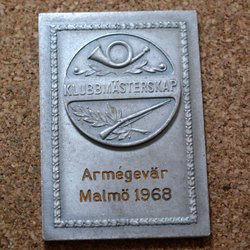 KLUBBMÄSTERSKAP
Armégevär
Malmö 1968